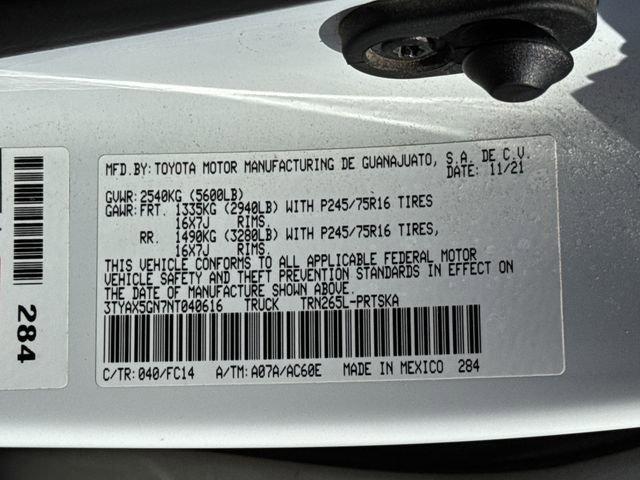 MFD. BY: TOYOTA MOTOR MANUFACTURING DE GUANAJUATO, S.A. DE C.V.
DATE: 11/21
GVWR: 2540KG (5600LB)
GAWR: FRT. 1335KG (2940LB) WITH P245/75R16 TIRES
16X7J RIMS,
RR. 1490KG (3280LB) WITH P245/75R16 TIRES,
16X7J RIMS,
THIS VEHICLE CONFORMS TO ALL APPLICABLE FEDERAL MOTOR
VEHICLE SAFETY AND THEFT PREVENTION STANDARDS IN EFFECT ON
THE DATE OF MANUFACTURE SHOWN ABOVE.
3TYAX5GN7NT040616 TRUCK TRN265L-PRTSKA
C/TR: 040/FC14 A/TM: A07A/AC60E MADE IN MEXICO 284
284